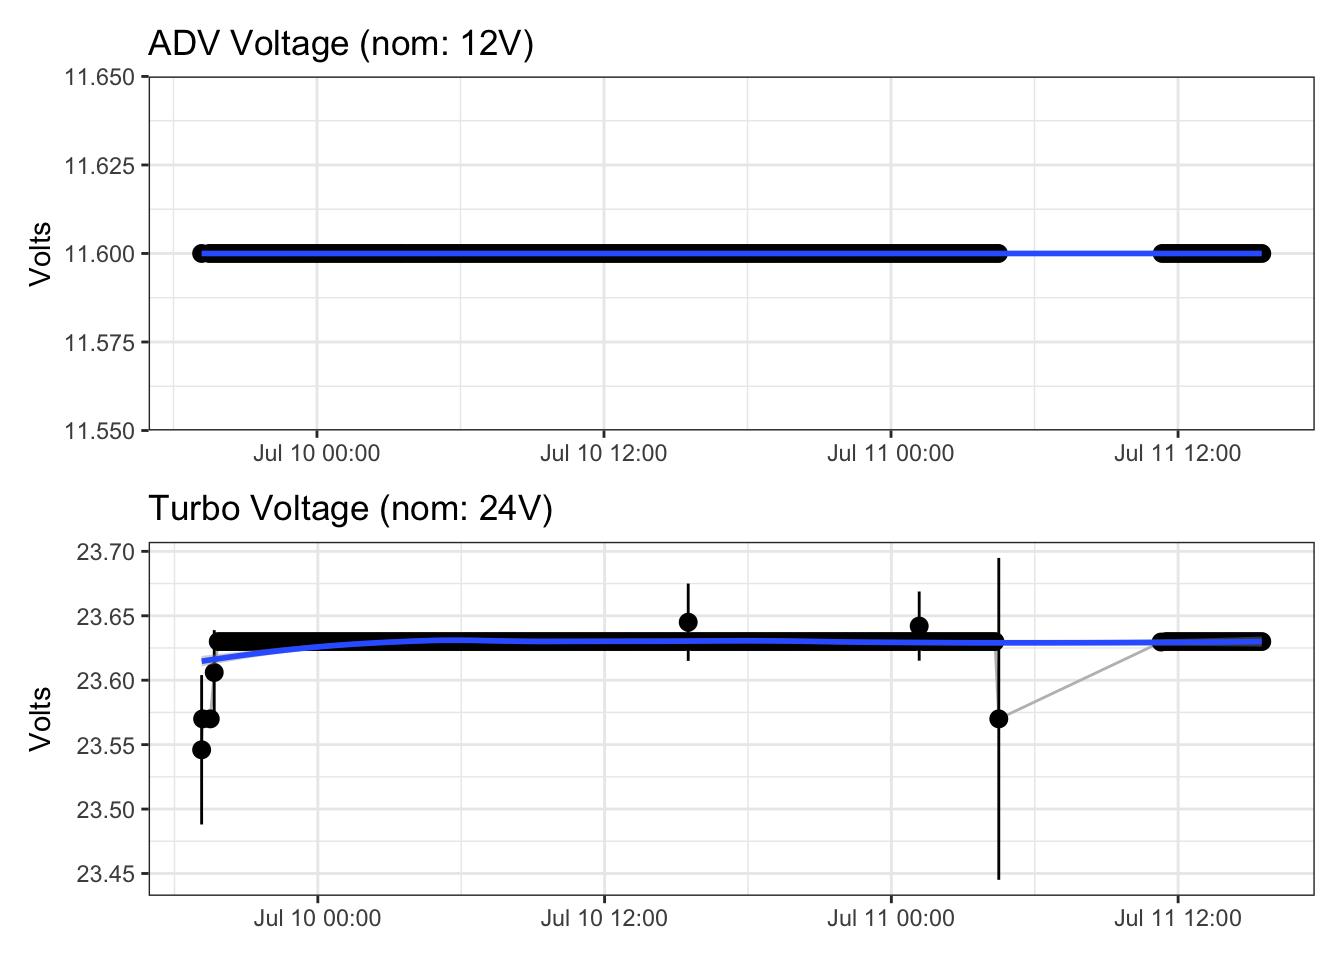 ADV Voltage (nom: 12V)
11.650
11.625
11.600
11.575
11.550
Volts
Jul 10 00:00
Jul 10 12:00
Jul 11 00:00
Jul 11 12:00
Turbo Voltage (nom: 24V)
23.70
23.65
23.60
23.55
23.50
23.45
Volts
Jul 10 00:00
Jul 10 12:00
Jul 11 00:00
Jul 11 12:00